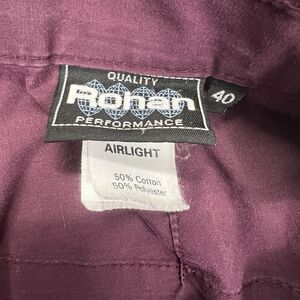 QUALITY
Rohan
PERFORMANCE
40
AIRLIGHT
50% Cotton
50% Polyester